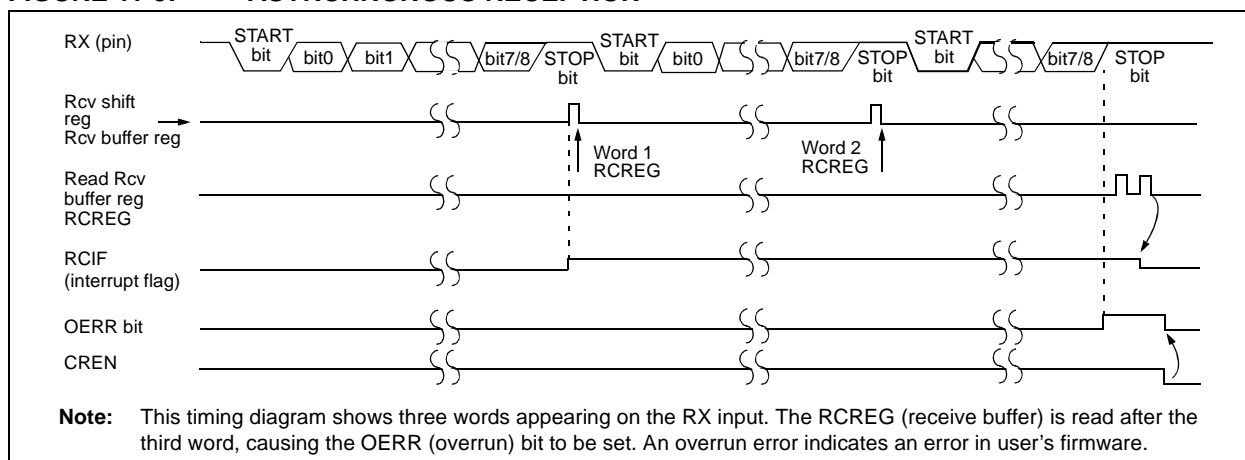 RX (pin)
START
bit
bit0
bit1
bit7/8
STOP
bit
START
bit
bit0
bit7/8
STOP
bit
START
bit
bit7/8
STOP
bit
Rcv shift
reg
Rcv buffer reg
Word 1
RCREG
Word 2
RCREG
Read Rcv
buffer reg
RCREG
RCIF
(interrupt flag)
OERR bit
CREN
Note: This timing diagram shows three words appearing on the RX input. The RCREG (receive buffer) is read after the
third word, causing the OERR (overrun) bit to be set. An overrun error indicates an error in user's firmware.